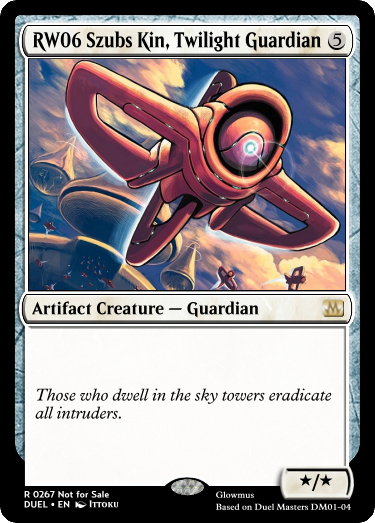 RW06 Szubs Kin, Twilight Guardian 5
Artifact Creature — Guardian
Those who dwell in the sky towers eradicate
all intruders.
★/★
R 0267 Not for Sale
DUEL • EN Ittoku
Glowmus
Based on Duel Masters DM01-04